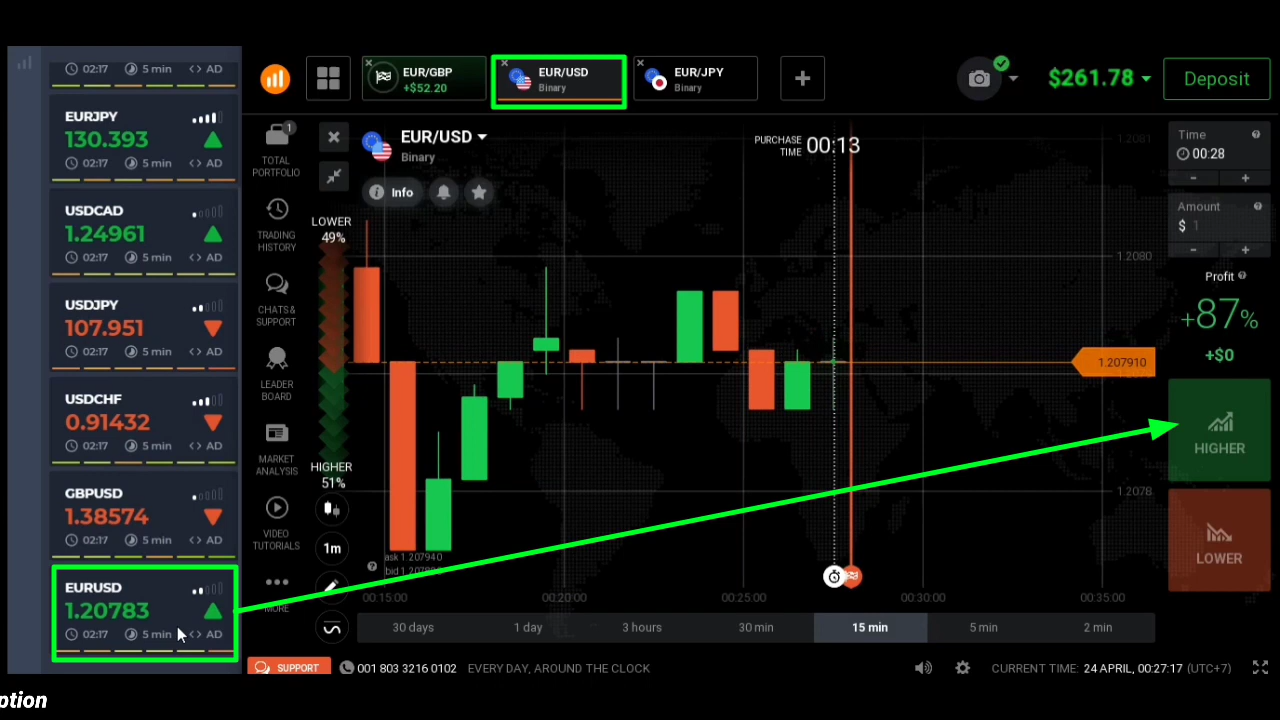 02:17 5 min <> AD
EURJPY
130.393
02:17 5 min <> AD
USDCAD
1.24961
02:17 5 min <> AD
USDJPY
107.951
02:17 5 min <> AD
USDCHF
0.91432
02:17 5 min <> AD
GBPUSD
1.38574
02:17 5 min <> AD
EURUSD
1.20783
02:17 5 min <> AD
EUR/GBP
+$52.20
EUR/USD
Binary
EUR/JPY
Binary
+
$261.78
Deposit
1
TOTAL
PORTFOLIO
TRADING
HISTORY
CHATS &
SUPPORT
LEADER
BOARD
MARKET
ANALYSIS
VIDEO
TUTORIALS
MORE
EUR/USD
Binary
Info
LOWER
49%
HIGHER
51%
1m
PURCHASE
TIME
00:13
1.2081
1.2080
1.207910
1.2078
ask 1.207940
00:15:00
00:20:00
00:25:00
00:30:00
00:35:00
30 days
1 day
3 hours
30 min
15 min
5 min
2 min
Time
00:28
- +
Amount
$ 1
- +
Profit
+87%
+$0
HIGHER
LOWER
SUPPORT
001 803 3216 0102 EVERY DAY, AROUND THE CLOCK
CURRENT TIME: 24 APRIL, 00:27:17 (UTC+7)
ption